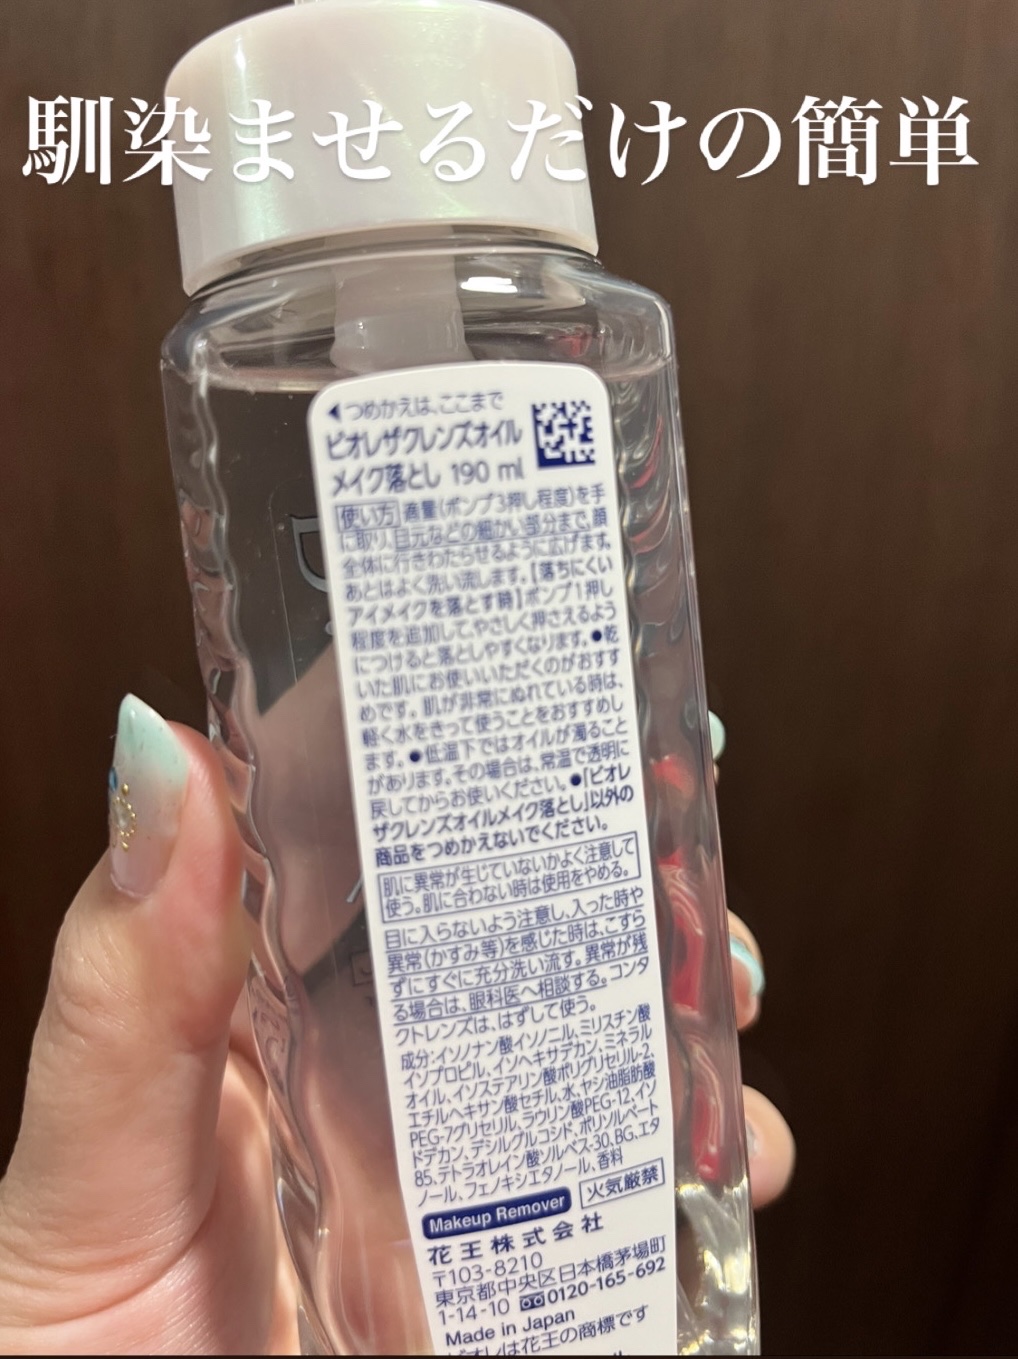 馴染ませるだけの簡単
◀つめかえは、ここまで
ビオレザクレンズオイル
メイク落とし 190 ml
使い方 適量(ポンプ3押し程度)を手
に取り、目元などの細かい部分まで、顔
全体に行きわたらせるように広げます。
あとはよく洗い流します。【落ちにくい
アイメイクを落とす時】ポンプ1押し
程度を追加して、やさしく押さえるよう
につけると落としやすくなります。●乾
いた肌にお使いいただくのがおすす
めです。肌が非常にぬれている時は、
軽く水をきって使うことをおすすめし
ます。●低温下ではオイルが濁ること
があります。その場合は、常温で透明に
戻してからお使いください。●「ビオレ
ザクレンズオイルメイク落とし」以外の
商品をつめかえないでください。
肌に異常が生じていないかよく注意して
使う。肌に合わない時は使用をやめる。
目に入らないよう注意し、入った時や
異常(かすみ等)を感じた時は、こすら
ずにすぐに充分洗い流す。異常が残
る場合は、眼科医へ相談する。コンタ
クトレンズは、はずして使う。
成分:イソノナン酸イソノニル、ミリスチン酸
イソプロピル、イソヘキサデカン、ミネラル
オイル、イソステアリン酸ポリグリセリル-2、
エチルヘキサン酸セチル、水、ヤシ油脂肪酸
PEG-7グリセリル、ラウリン酸PEG-12、イソ
ドデカン、デシルグルコシド、ポリソルベート
85、テトラオレイン酸ソルベス-30、BG、エタ
ノール、フェノキシエタノール、香料
Makeup Remover 火気厳禁
花王株式会社
〒103-8210
東京都中央区日本橋茅場町
1-14-10 0120-165-692
Made in Japan
ビオレは花王の商標です